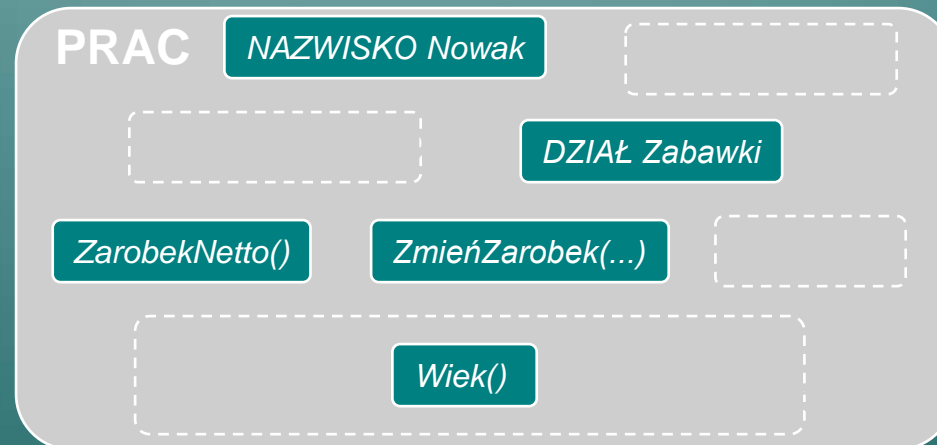 PRAC
NAZWISKO Nowak
DZIAŁ Zabawki
ZarobekNetto()
ZmieńZarobek(...)
Wiek()